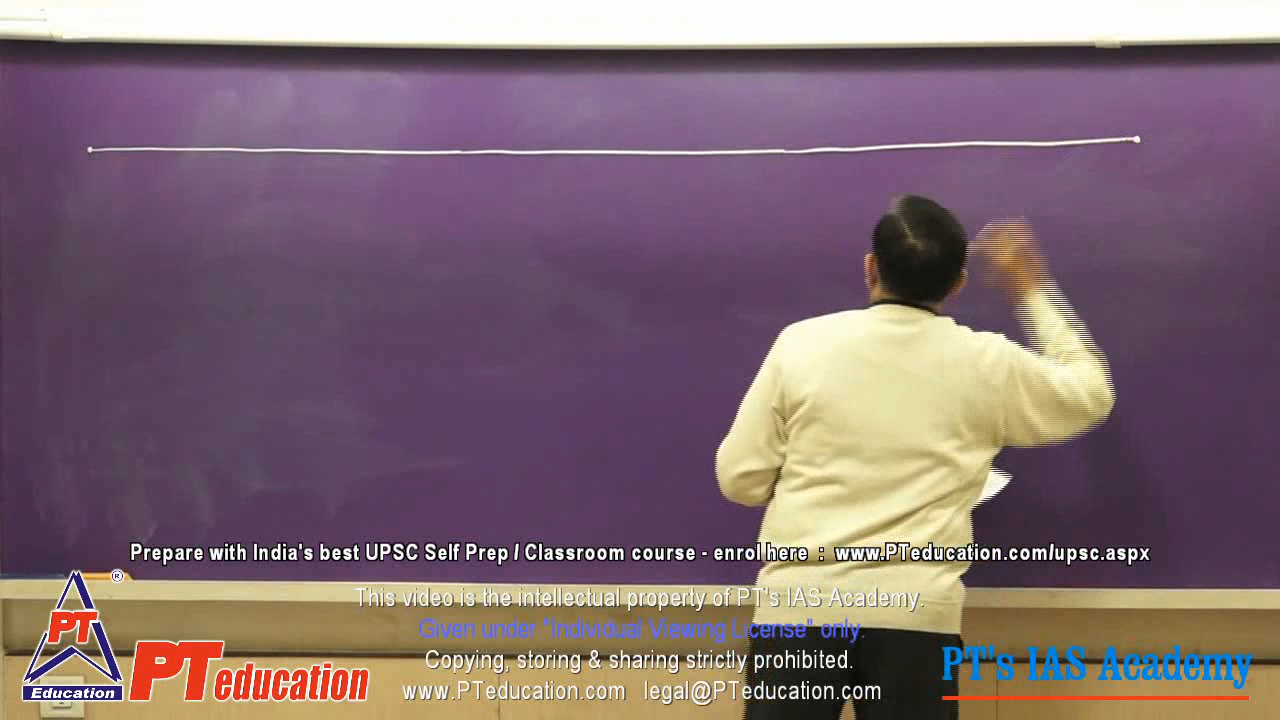 Prepare with India's best UPSC Self Prep / Classroom course - enrol here : www.PTeducation.com/upsc.aspx
This video is the intellectual property of PT's IAS Academy.
Given under "Individual Viewing License" only.
Copying, storing & sharing strictly prohibited.
www.PTeducation.com legal@PTeducation.com
PT
Education
®
PT education
PT's IAS Academy